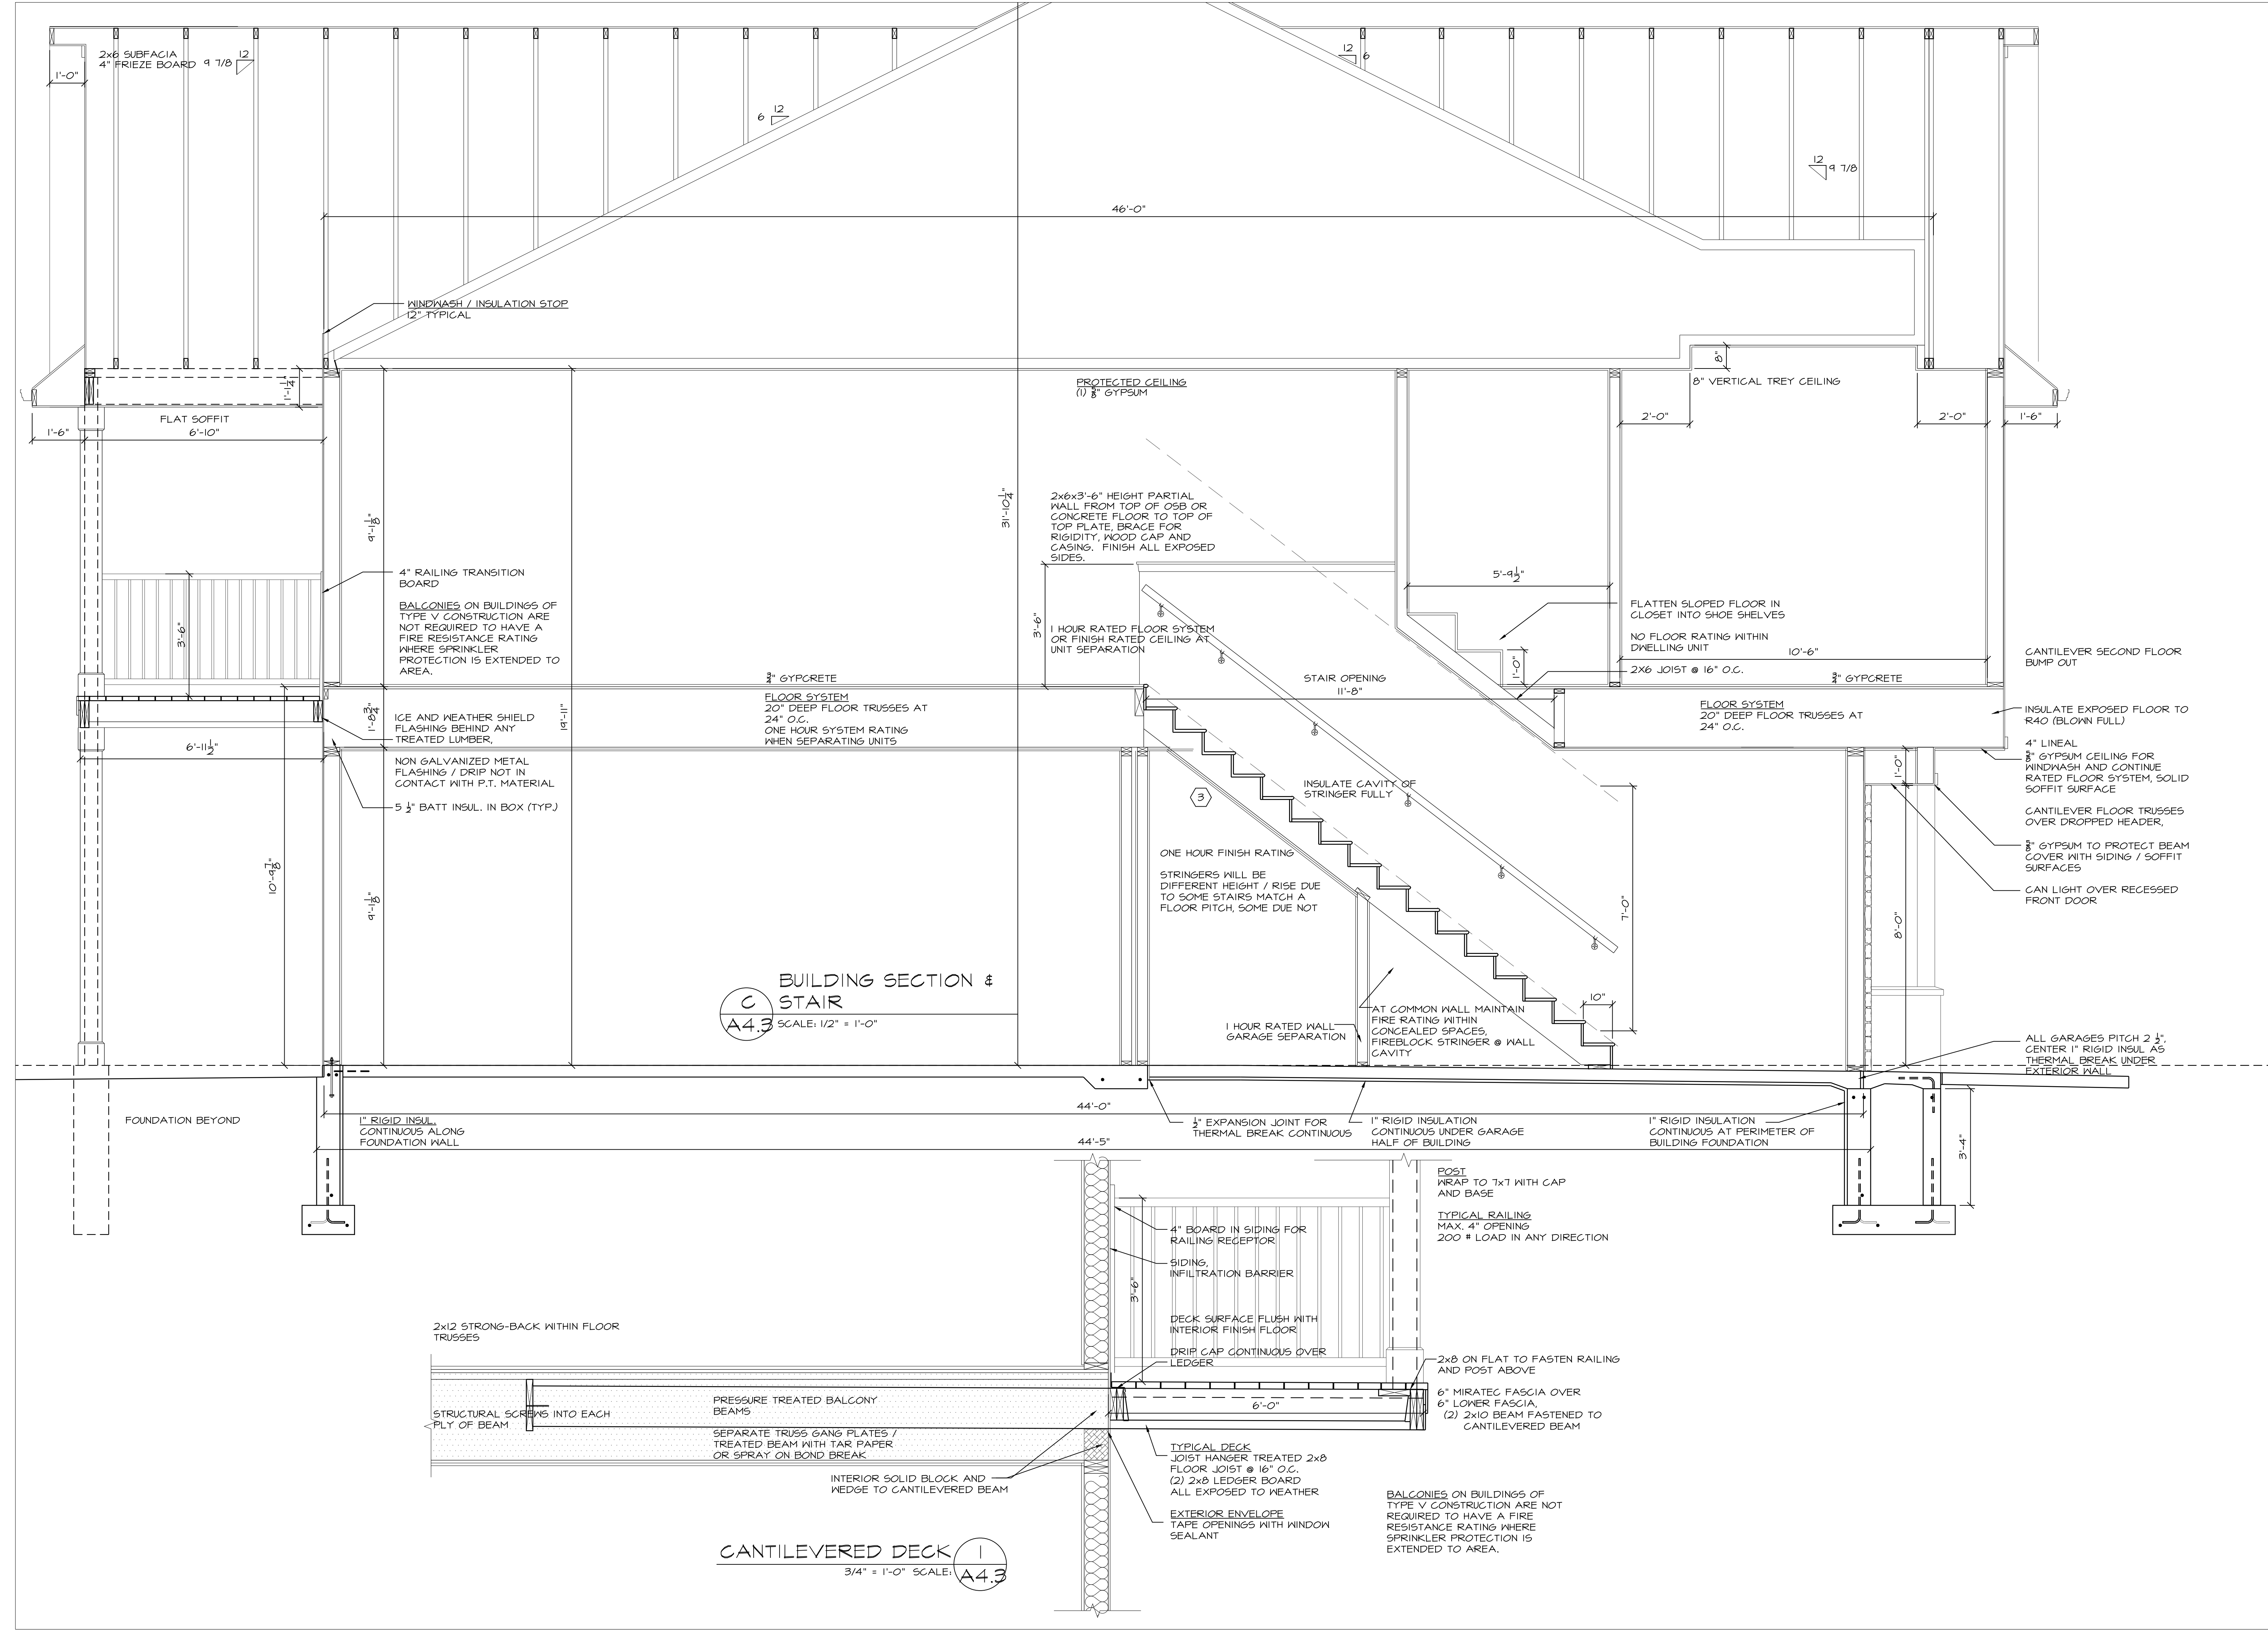 2x6 SUBFACIA
4" FRIEZE BOARD
9 7/8
12
1'-0"
12
6
6
12
12
9 7/8
46'-0"
WINDWASH / INSULATION STOP
12" TYPICAL
1'-1 1/4"
FLAT SOFFIT
1'-6"
6'-10"
PROTECTED CEILING
(1) 5/8" GYPSUM
8"
8" VERTICAL TREY CEILING
2'-0"
2'-0"
1'-6"
9'-1 1/8"
31'-10 1/4"
2x6x3'-6" HEIGHT PARTIAL
WALL FROM TOP OF OSB OR
CONCRETE FLOOR TO TOP OF
TOP PLATE, BRACE FOR
RIGIDITY, WOOD CAP AND
CASING. FINISH ALL EXPOSED
SIDES.
4" RAILING TRANSITION
BOARD
BALCONIES ON BUILDINGS OF
TYPE V CONSTRUCTION ARE
NOT REQUIRED TO HAVE A
FIRE RESISTANCE RATING
WHERE SPRINKLER
PROTECTION IS EXTENDED TO
AREA.
3'-6"
3'-6"
1 HOUR RATED FLOOR SYSTEM
OR FINISH RATED CEILING AT
UNIT SEPARATION
5'-9 1/2"
FLATTEN SLOPED FLOOR IN
CLOSET INTO SHOE SHELVES
NO FLOOR RATING WITHIN
DWELLING UNIT
10'-6"
1'-0"
2X6 JOIST @ 16" O.C.
CANTILEVER SECOND FLOOR
BUMP OUT
3/4" GYPCRETE
STAIR OPENING
11'-8"
3/4" GYPCRETE
1'-8 3/4"
19'-11"
FLOOR SYSTEM
20" DEEP FLOOR TRUSSES AT
24" O.C.
ONE HOUR SYSTEM RATING
WHEN SEPARATING UNITS
FLOOR SYSTEM
20" DEEP FLOOR TRUSSES AT
24" O.C.
ICE AND WEATHER SHIELD
FLASHING BEHIND ANY
TREATED LUMBER,
6'-11 1/2"
NON GALVANIZED METAL
FLASHING / DRIP NOT IN
CONTACT WITH P.T. MATERIAL
5 1/2" BATT INSUL. IN BOX (TYP.)
INSULATE EXPOSED FLOOR TO
R40 (BLOWN FULL)
4" LINEAL
5/8" GYPSUM CEILING FOR
WINDWASH AND CONTINUE
RATED FLOOR SYSTEM, SOLID
SOFFIT SURFACE
CANTILEVER FLOOR TRUSSES
OVER DROPPED HEADER,
5/8" GYPSUM TO PROTECT BEAM
COVER WITH SIDING / SOFFIT
SURFACES
CAN LIGHT OVER RECESSED
FRONT DOOR
1'-0"
3
INSULATE CAVITY OF
STRINGER FULLY
10'-9 7/8"
9'-1 1/8"
7'-0"
8'-0"
ONE HOUR FINISH RATING
STRINGERS WILL BE
DIFFERENT HEIGHT / RISE DUE
TO SOME STAIRS MATCH A
FLOOR PITCH, SOME DUE NOT
BUILDING SECTION &
STAIR
C
A4.3
SCALE: 1/2" = 1'-0"
10"
1 HOUR RATED WALL
GARAGE SEPARATION
AT COMMON WALL MAINTAIN
FIRE RATING WITHIN
CONCEALED SPACES,
FIREBLOCK STRINGER @ WALL
CAVITY
ALL GARAGES PITCH 2 1/2",
CENTER 1" RIGID INSUL AS
THERMAL BREAK UNDER
EXTERIOR WALL
44'-0"
FOUNDATION BEYOND
1" RIGID INSUL.
CONTINUOUS ALONG
FOUNDATION WALL
1/2" EXPANSION JOINT FOR
THERMAL BREAK CONTINUOUS
1" RIGID INSULATION
CONTINUOUS UNDER GARAGE
HALF OF BUILDING
1" RIGID INSULATION
CONTINUOUS AT PERIMETER OF
BUILDING FOUNDATION
44'-5"
3'-4"
POST
WRAP TO 7x7 WITH CAP
AND BASE
TYPICAL RAILING
MAX. 4" OPENING
200 # LOAD IN ANY DIRECTION
4" BOARD IN SIDING FOR
RAILING RECEPTOR
SIDING,
INFILTRATION BARRIER
3'-6"
DECK SURFACE FLUSH WITH
INTERIOR FINISH FLOOR
DRIP CAP CONTINUOUS OVER
LEDGER
2x12 STRONG-BACK WITHIN FLOOR
TRUSSES
2x8 ON FLAT TO FASTEN RAILING
AND POST ABOVE
6" MIRATEC FASCIA OVER
6" LOWER FASCIA,
(2) 2x10 BEAM FASTENED TO
CANTILEVERED BEAM
6'-0"
PRESSURE TREATED BALCONY
BEAMS
STRUCTURAL SCREWS INTO EACH
PLY OF BEAM
SEPARATE TRUSS GANG PLATES /
TREATED BEAM WITH TAR PAPER
OR SPRAY ON BOND BREAK
INTERIOR SOLID BLOCK AND
WEDGE TO CANTILEVERED BEAM
TYPICAL DECK
JOIST HANGER TREATED 2x8
FLOOR JOIST @ 16" O.C.
(2) 2x8 LEDGER BOARD
ALL EXPOSED TO WEATHER
EXTERIOR ENVELOPE
TAPE OPENINGS WITH WINDOW
SEALANT
BALCONIES ON BUILDINGS OF
TYPE V CONSTRUCTION ARE NOT
REQUIRED TO HAVE A FIRE
RESISTANCE RATING WHERE
SPRINKLER PROTECTION IS
EXTENDED TO AREA.
CANTILEVERED DECK
1
A4.3
3/4" = 1'-0" SCALE: